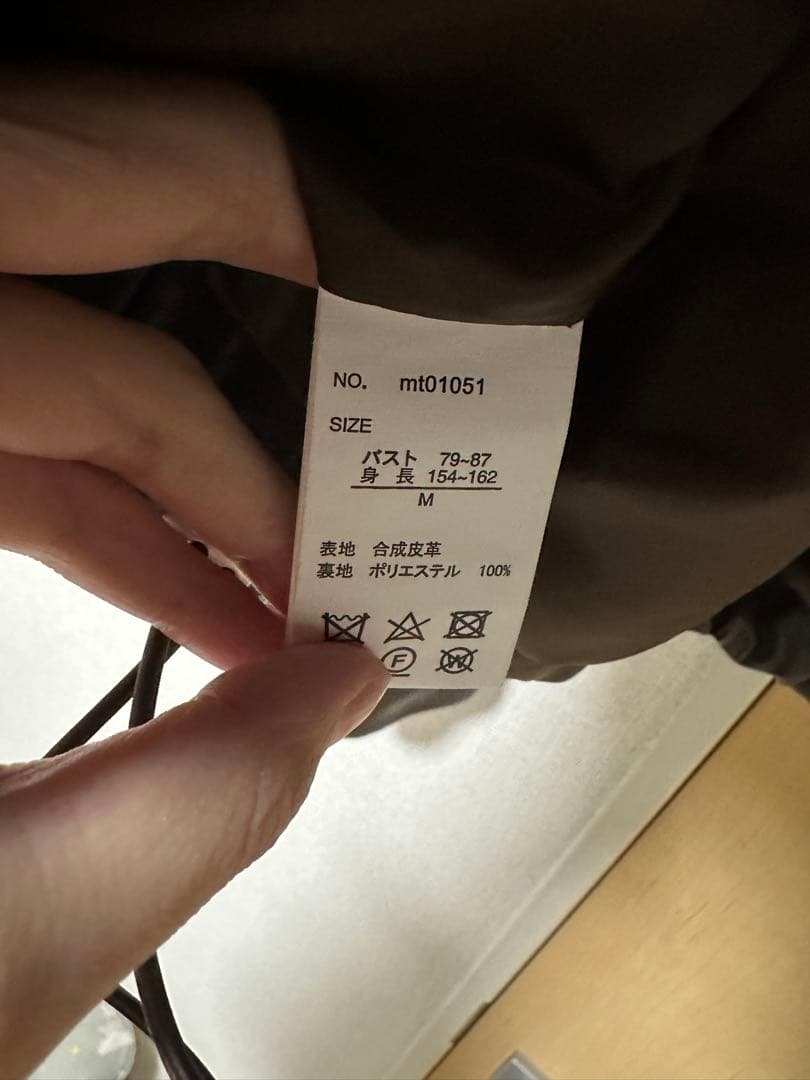 NO. mt01051
SIZE
バスト 79~87
身長 154~162
M
表地 合成皮革
裏地 ポリエステル 100%
F W